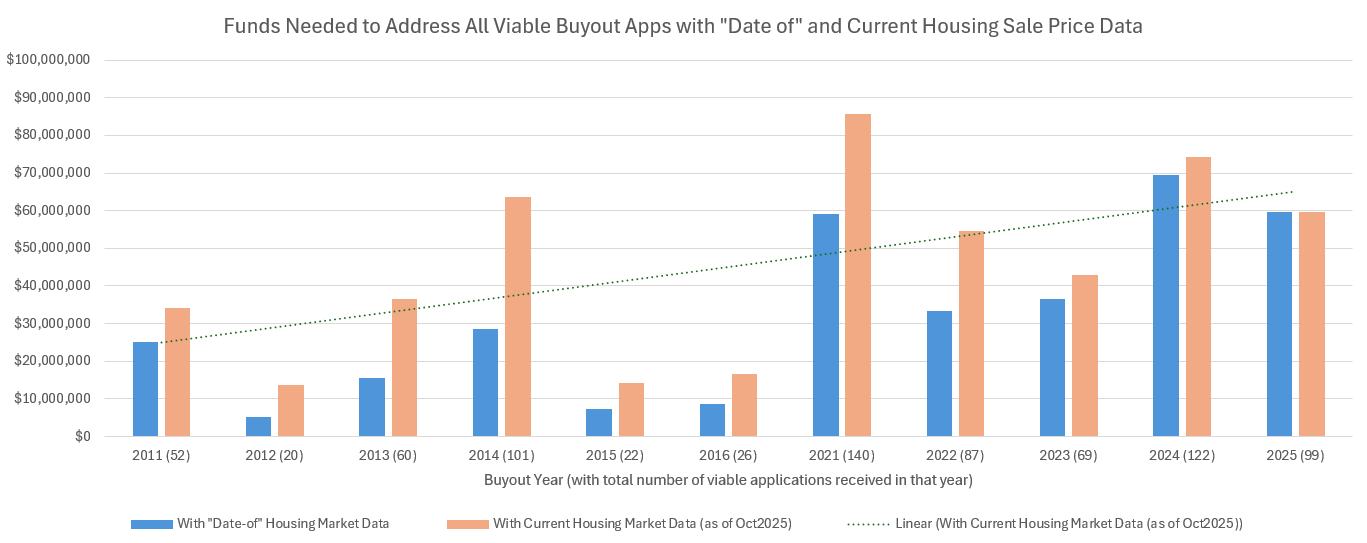 Funds Needed to Address All Viable Buyout Apps with "Date of" and Current Housing Sale Price Data
$100,000,000
$90,000,000
$80,000,000
$70,000,000
$60,000,000
$50,000,000
$40,000,000
$30,000,000
$20,000,000
$10,000,000
$0
2011 (52) 2012 (20) 2013 (60) 2014 (101) 2015 (22) 2016 (26) 2021 (140) 2022 (87) 2023 (69) 2024 (122) 2025 (99)
Buyout Year (with total number of viable applications received in that year)
With "Date-of" Housing Market Data With Current Housing Market Data (as of Oct2025) Linear (With Current Housing Market Data (as of Oct2025))